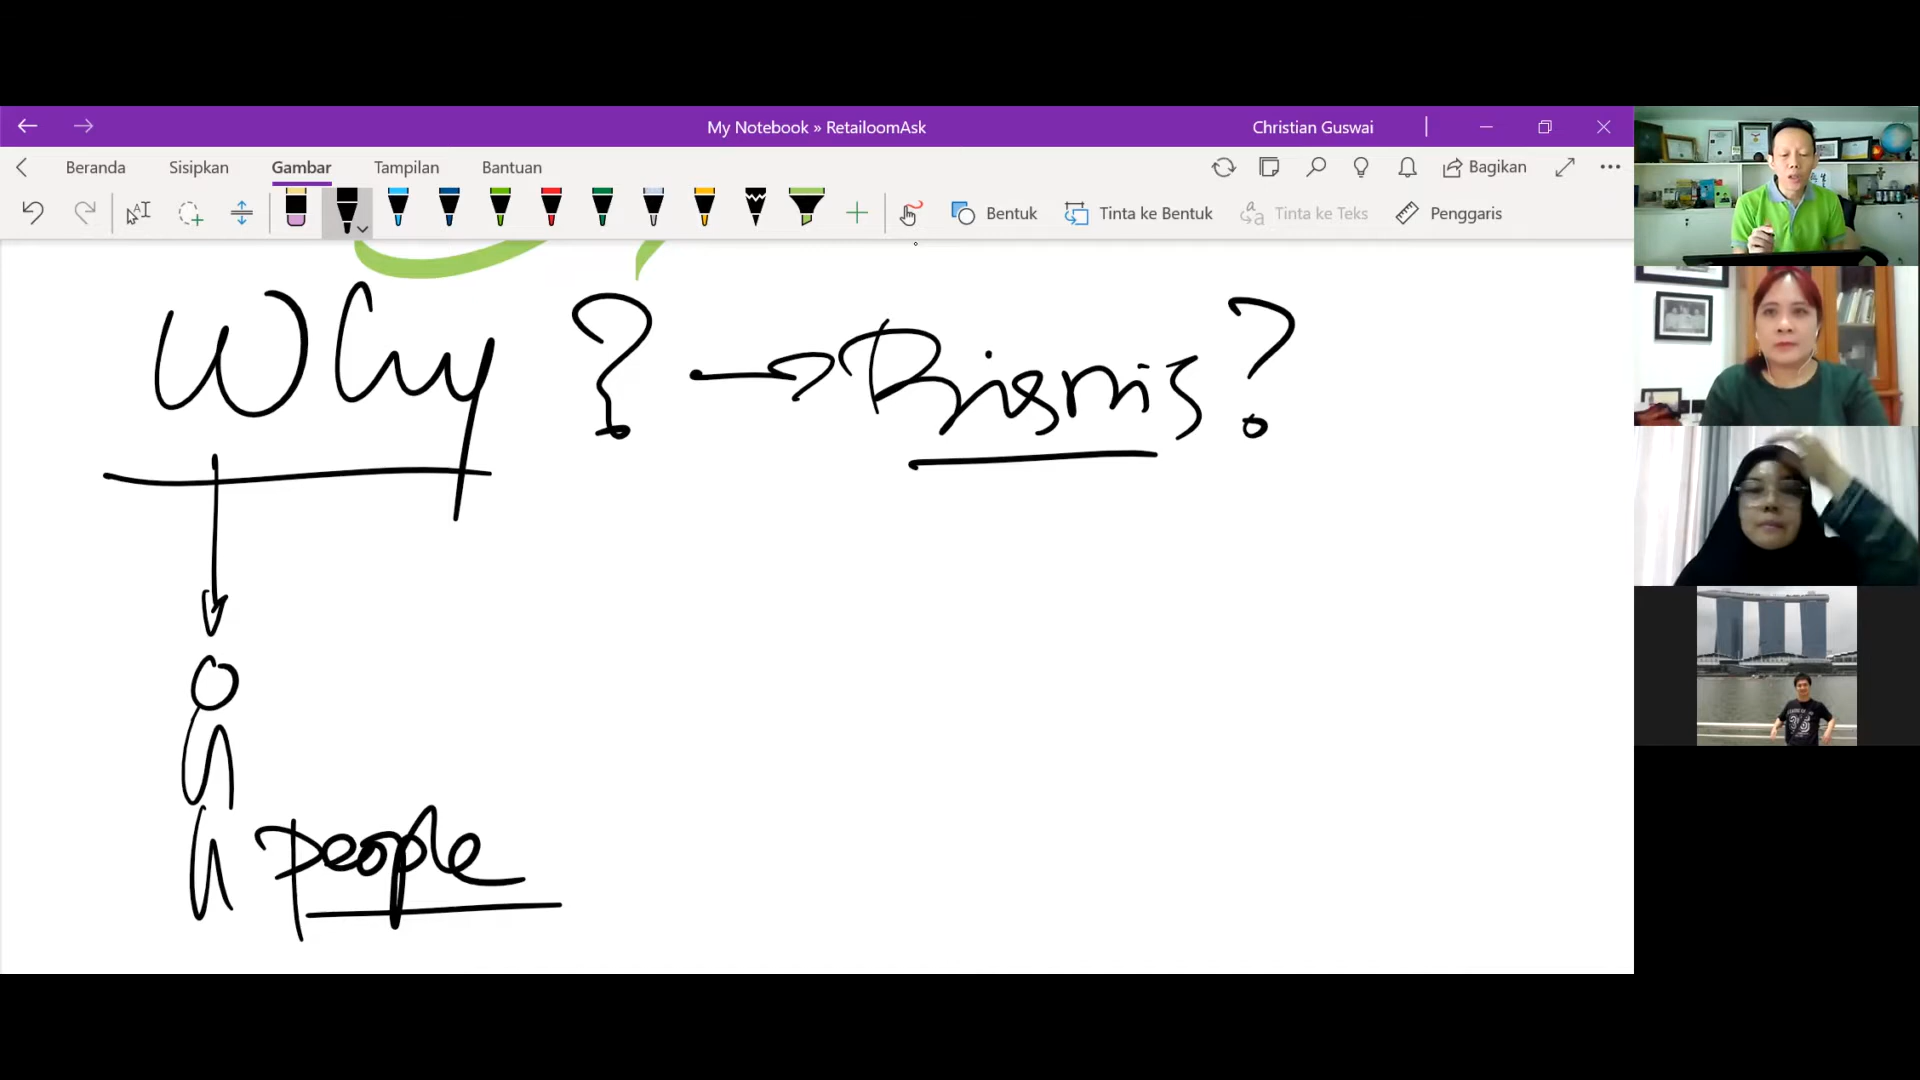 My Notebook » RetailoomAsk
Christian Guswai
Beranda Sisipkan Gambar Tampilan Bantuan
Bagikan
Bentuk Tinta ke Bentuk Tinta ke Teks Penggaris
Why ? → Bisnis ?
people